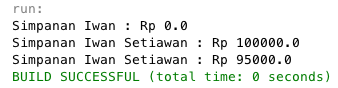 run:
Simpanan Iwan : Rp 0.0
Simpanan Iwan Setiawan : Rp 100000.0
Simpanan Iwan Setiawan : Rp 95000.0
BUILD SUCCESSFUL (total time: 0 seconds)